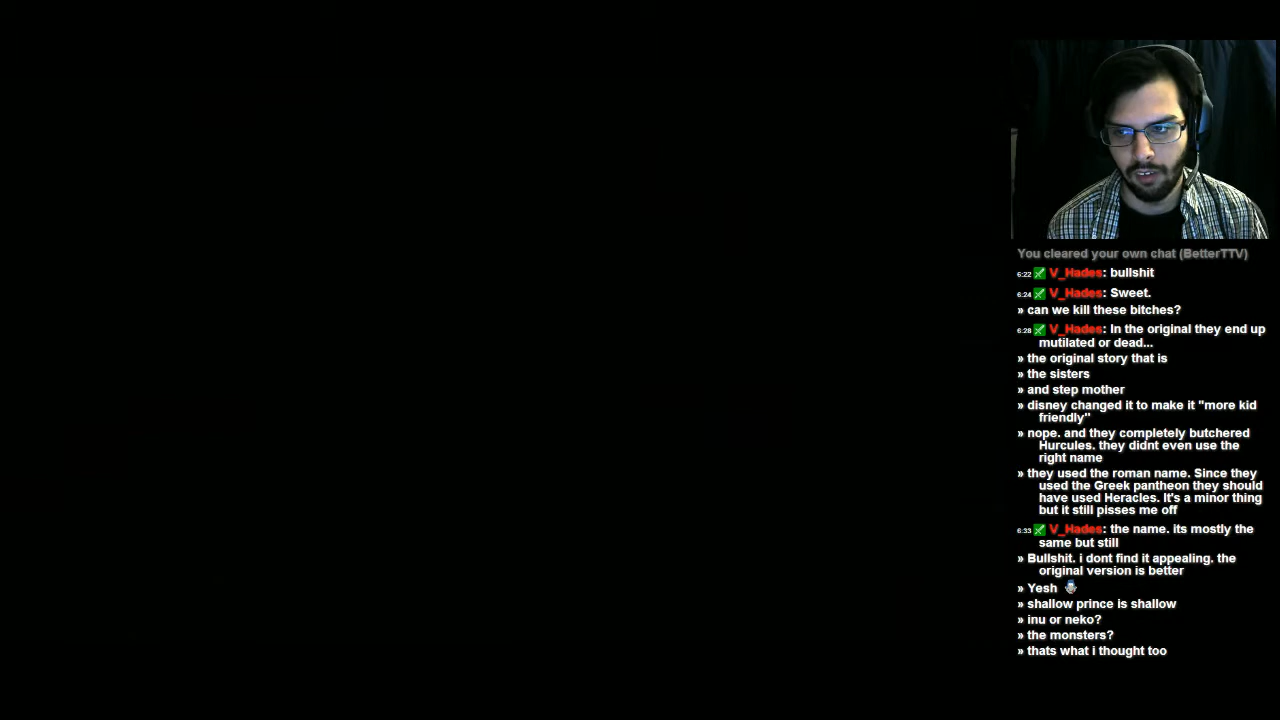 You cleared your own chat (BetterTTV)
6:22 V_Hades: bullshit
6:24 V_Hades: Sweet.
» can we kill these bitches?
6:28 V_Hades: In the original they end up
mutilated or dead...
» the original story that is
» the sisters
» and step mother
» disney changed it to make it "more kid
friendly"
» nope. and they completely butchered
Hurcules. they didnt even use the
right name
» they used the roman name. Since they
used the Greek pantheon they should
have used Heracles. It's a minor thing
but it still pisses me off
6:33 V_Hades: the name. its mostly the
same but still
» Bullshit. i dont find it appealing. the
original version is better
» Yesh
» shallow prince is shallow
» inu or neko?
» the monsters?
» thats what i thought too